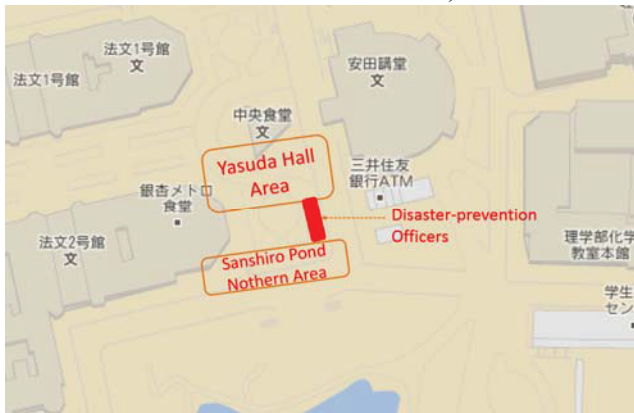 法文1号館
文
法文1号館
安田講堂
文
中央食堂
文
Yasuda Hall
Area
三井住友
銀行ATM
銀杏メトロ
食堂
Disaster-prevention
Officers
法文2号館
文
Sanshiro Pond
Nothern Area
理学部化学
教室本館
学生
セン